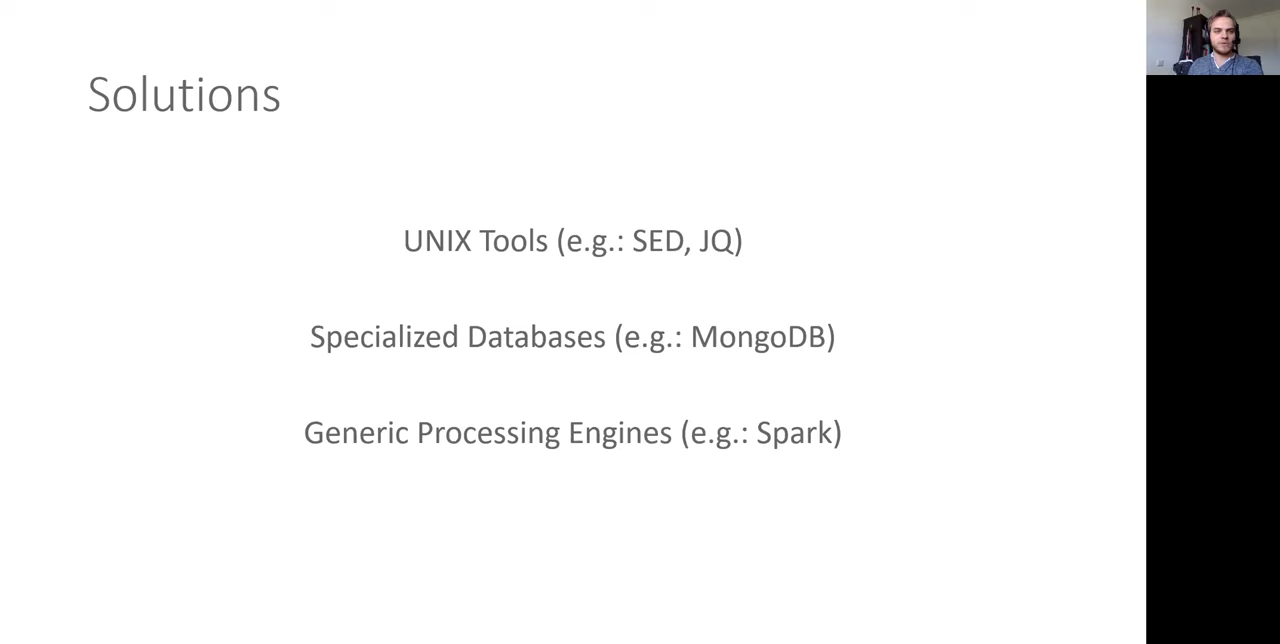 Solutions
UNIX Tools (e.g.: SED, JQ)
Specialized Databases (e.g.: MongoDB)
Generic Processing Engines (e.g.: Spark)